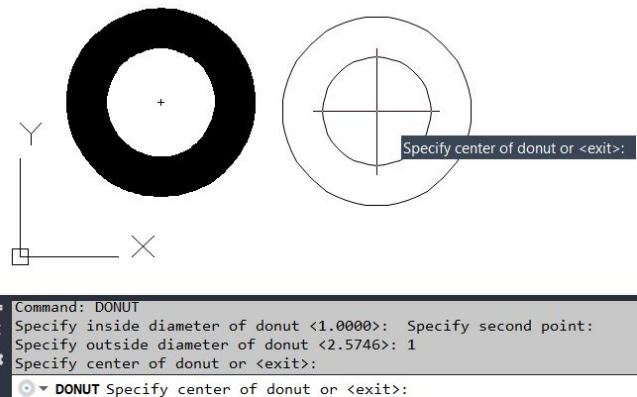 Specify center of donut or <exit>:
Y
X
Command: DONUT
Specify inside diameter of donut <1.0000>:  Specify second point:
Specify outside diameter of donut <2.5746>: 1
Specify center of donut or <exit>:
DONUT Specify center of donut or <exit>: